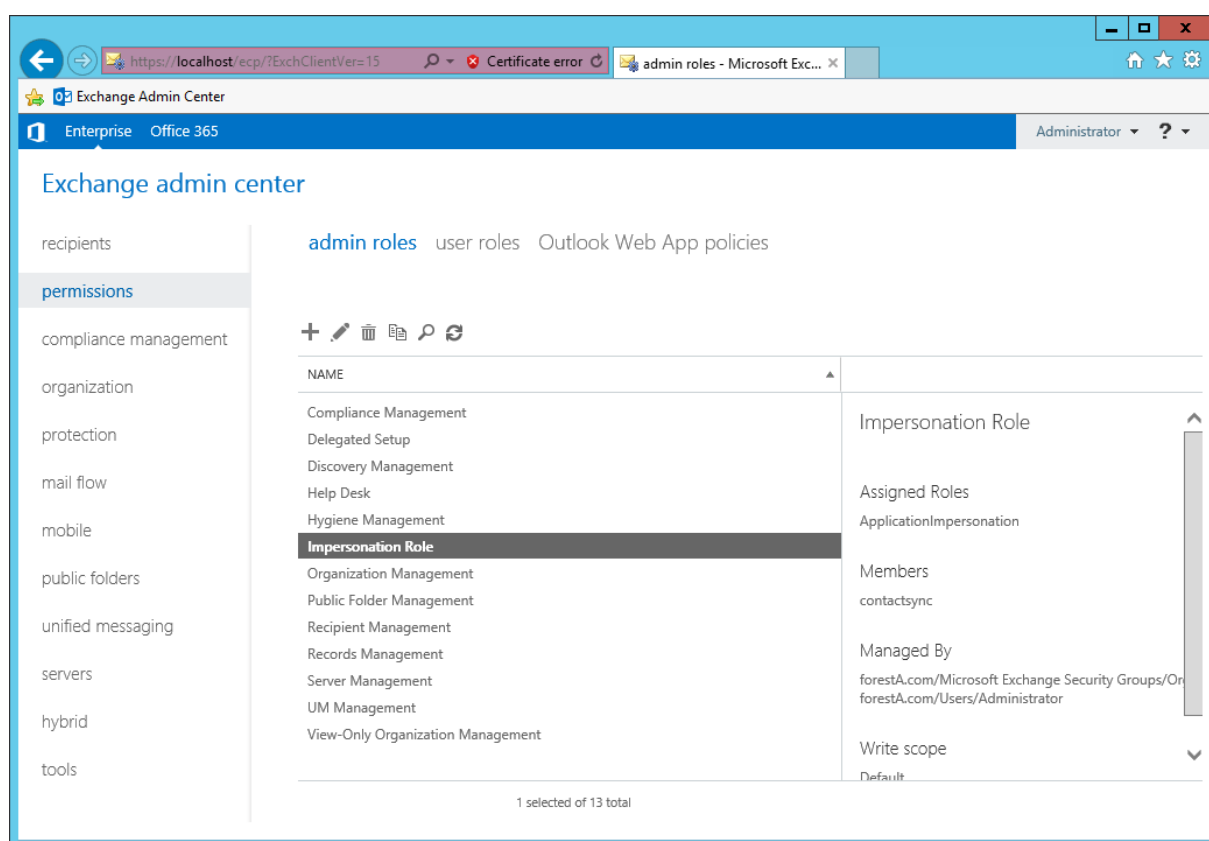 https://localhost/ecp/?ExchClientVer=15 Certificate error admin roles - Microsoft Exc...
Exchange Admin Center
Enterprise Office 365 Administrator ?
Exchange admin center
recipients
permissions
compliance management
organization
protection
mail flow
mobile
public folders
unified messaging
servers
hybrid
tools
admin roles user roles Outlook Web App policies
NAME
Compliance Management
Delegated Setup
Discovery Management
Help Desk
Hygiene Management
Impersonation Role
Organization Management
Public Folder Management
Recipient Management
Records Management
Server Management
UM Management
View-Only Organization Management
1 selected of 13 total
Impersonation Role
Assigned Roles
ApplicationImpersonation
Members
contactsync
Managed By
forestA.com/Microsoft Exchange Security Groups/Or
forestA.com/Users/Administrator
Write scope
Default